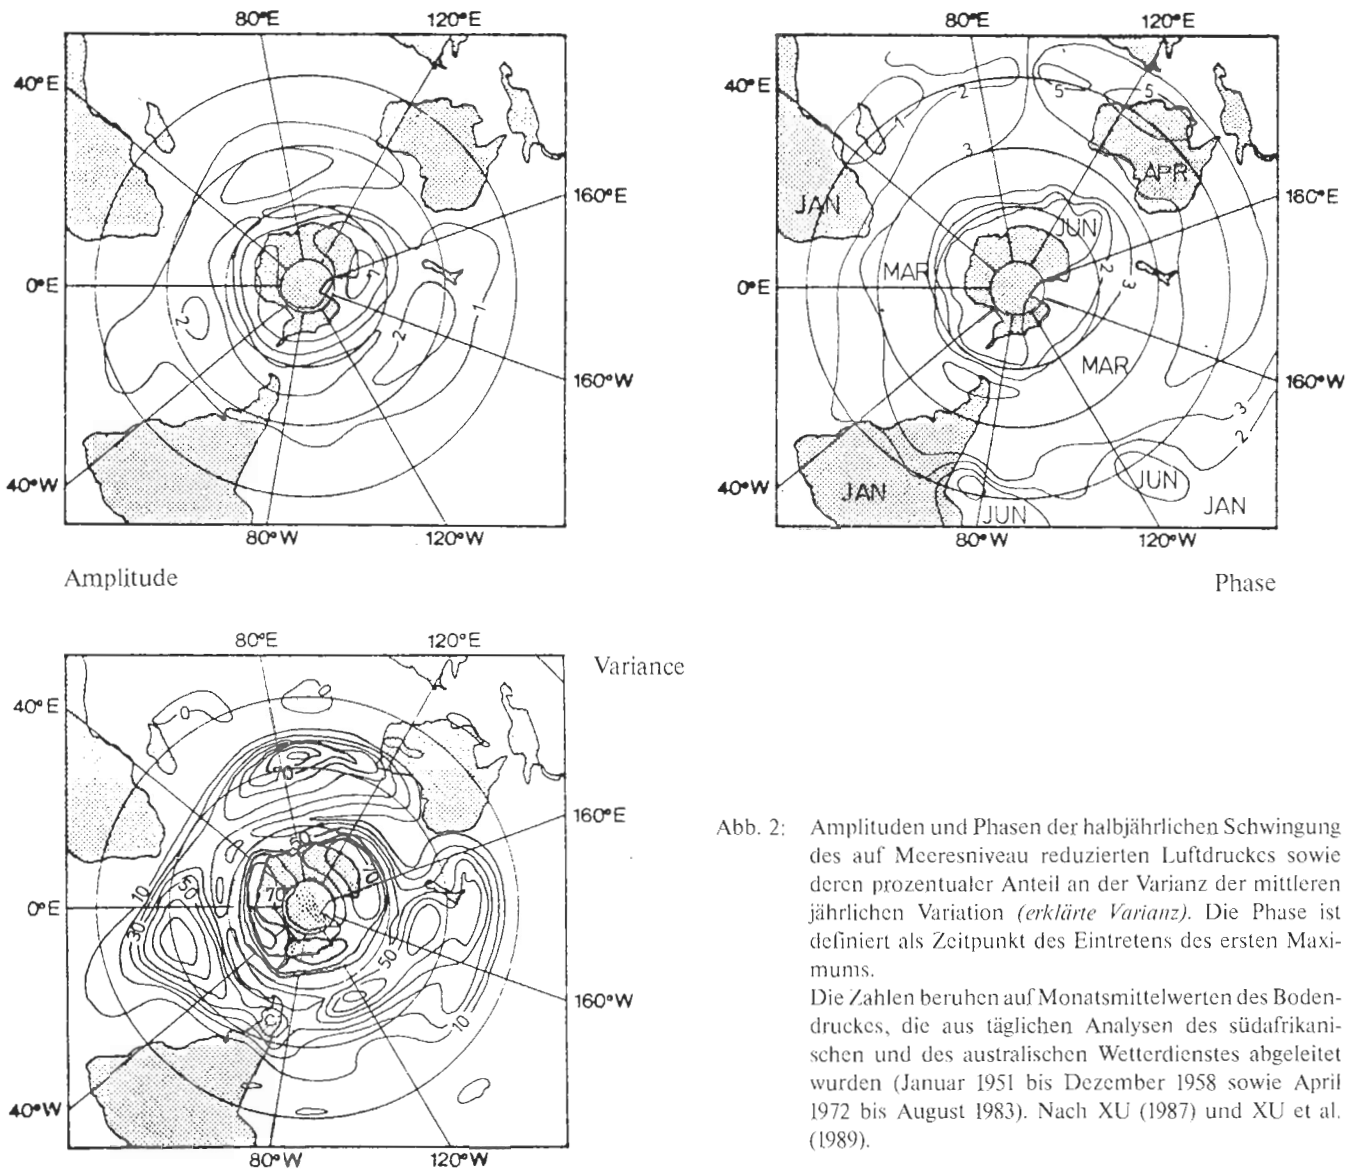 80°E 120°E
40°E
160°E
0°E
160°W
40°W
80°W 120°W
1
2
2
1
Amplitude
80°E 120°E
40°E
160°E
0°E
160°W
40°W
80°W 120°W
1
2
5
5
3
JAN
APR
JUN
MAR
2
3
MAR
3
2
JAN
JUN
JUN
JAN
Phase
80°E 120°E
Variance
40°E
160°E
0°E
160°W
40°W
80°W 120°W
0
0
70
50
10
50
70
70
30
50
10
Abb. 2: Amplituden und Phasen der halbjährlichen Schwingung
des auf Meeresniveau reduzierten Luftdruckes sowie
deren prozentualer Anteil an der Varianz der mittleren
jährlichen Variation (erklärte Varianz). Die Phase ist
definiert als Zeitpunkt des Eintretens des ersten Maxi-
mums.
Die Zahlen beruhen auf Monatsmittelwerten des Boden-
druckes, die aus täglichen Analysen des südafrikani-
schen und des australischen Wetterdienstes abgeleitet
wurden (Januar 1951 bis Dezember 1958 sowie April
1972 bis August 1983). Nach XU (1987) und XU et al.
(1989).